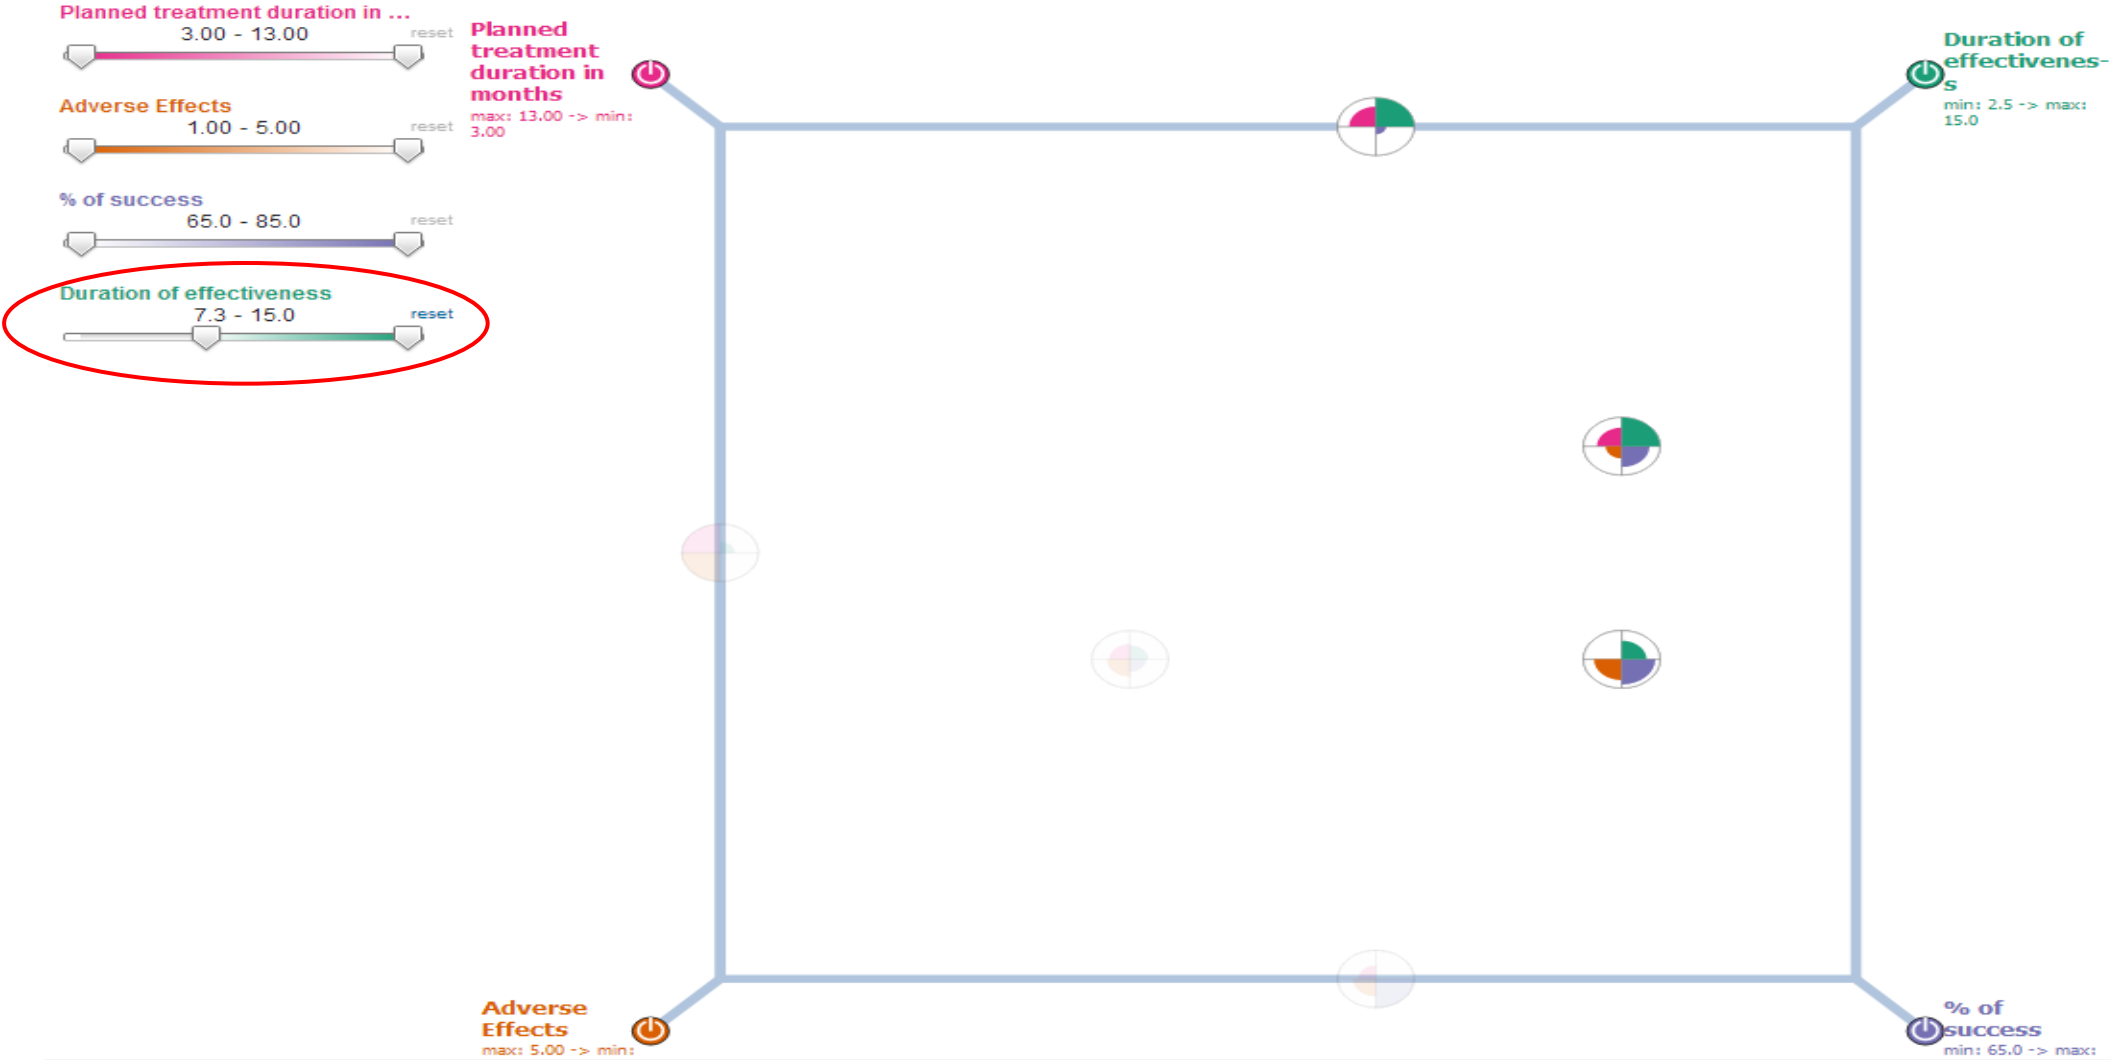 Planned treatment duration in ...
3.00 - 13.00
reset
Adverse Effects
1.00 - 5.00
reset
% of success
65.0 - 85.0
reset
Duration of effectiveness
7.3 - 15.0
reset
Planned
treatment
duration in
months
max: 13.00 -> min:
3.00
Duration of
effectivenes-
s
min: 2.5 -> max:
15.0
Adverse
Effects
max: 5.00 -> min:
% of
success
min: 65.0 -> max: